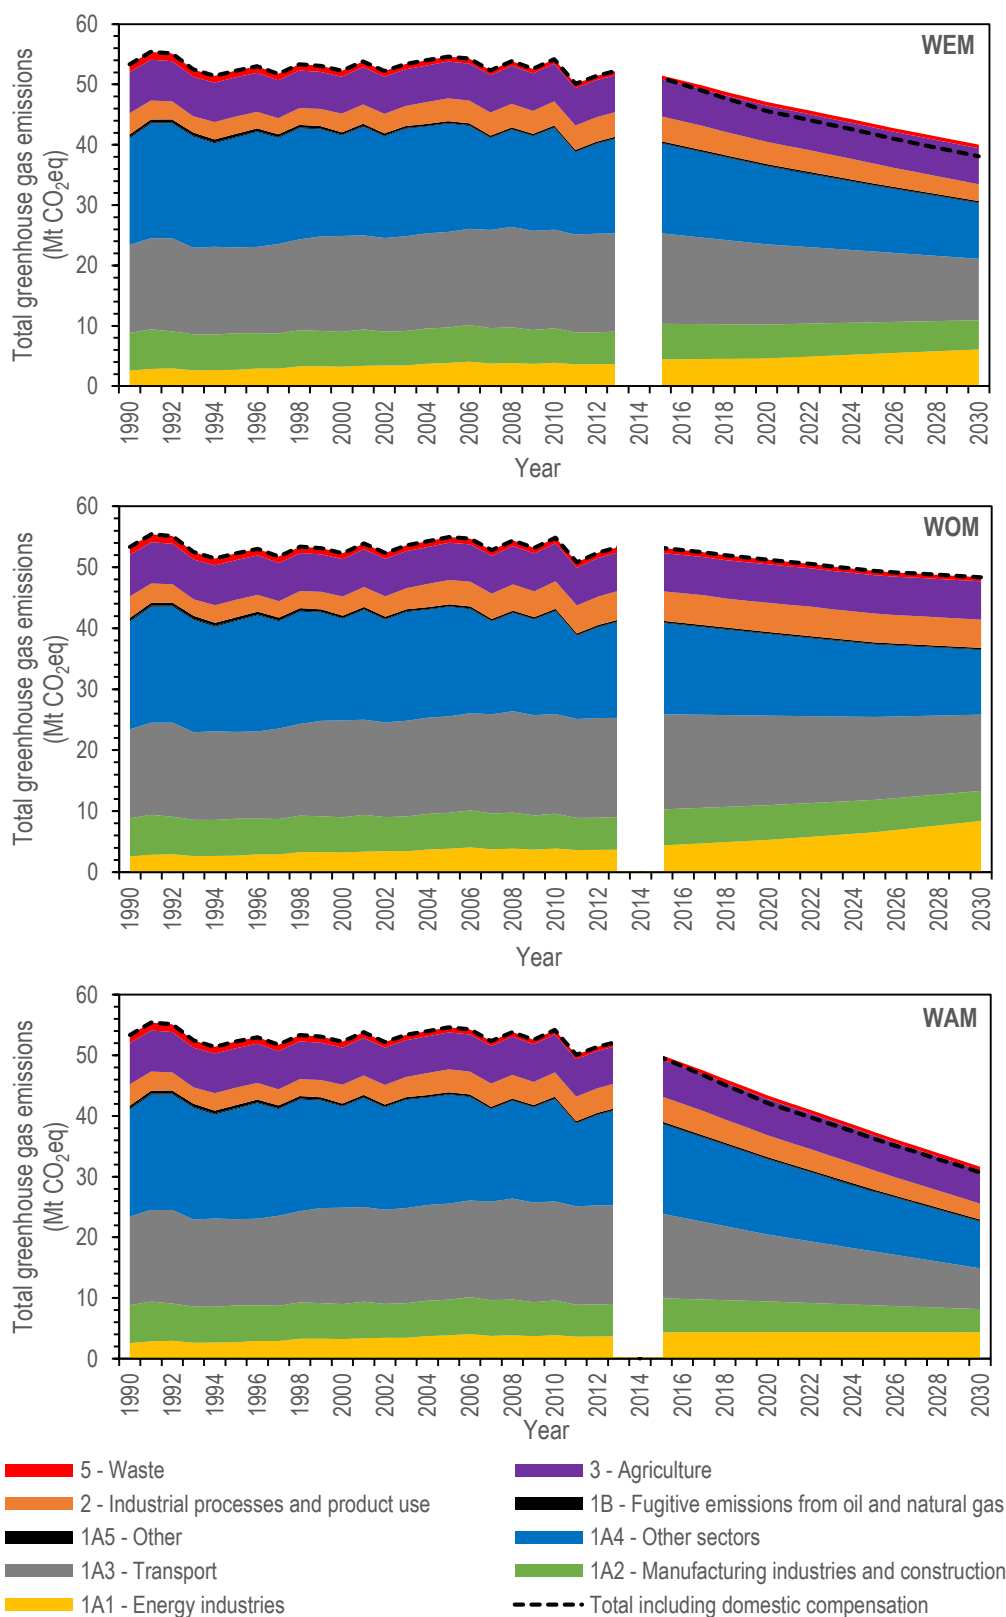 WEM
Total greenhouse gas emissions
(Mt CO₂eq)
60
50
40
30
20
10
0
1990 1992 1994 1996 1998 2000 2002 2004 2006 2008 2010 2012 2014 2016 2018 2020 2022 2024 2026 2028 2030
Year
WOM
Total greenhouse gas emissions
(Mt CO₂eq)
60
50
40
30
20
10
0
1990 1992 1994 1996 1998 2000 2002 2004 2006 2008 2010 2012 2014 2016 2018 2020 2022 2024 2026 2028 2030
Year
WAM
Total greenhouse gas emissions
(Mt CO₂eq)
60
50
40
30
20
10
0
1990 1992 1994 1996 1998 2000 2002 2004 2006 2008 2010 2012 2014 2016 2018 2020 2022 2024 2026 2028 2030
Year
5 - Waste
3 - Agriculture
2 - Industrial processes and product use
1B - Fugitive emissions from oil and natural gas
1A5 - Other
1A4 - Other sectors
1A3 - Transport
1A2 - Manufacturing industries and construction
1A1 - Energy industries
Total including domestic compensation